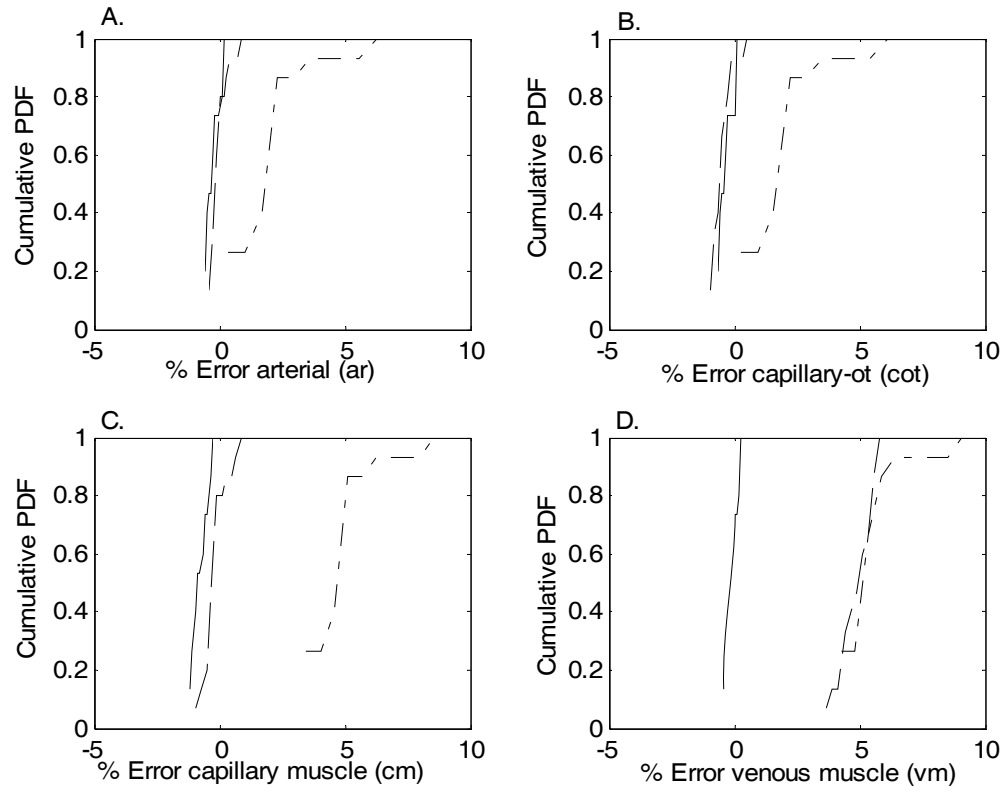 A.
1
0.8
0.6
0.4
0.2
0
Cumulative PDF
-5 0 5 10
% Error arterial (ar)
B.
1
0.8
0.6
0.4
0.2
0
Cumulative PDF
-5 0 5 10
% Error capillary-ot (cot)
C.
1
0.8
0.6
0.4
0.2
0
Cumulative PDF
-5 0 5 10
% Error capillary muscle (cm)
D.
1
0.8
0.6
0.4
0.2
0
Cumulative PDF
-5 0 5 10
% Error venous muscle (vm)